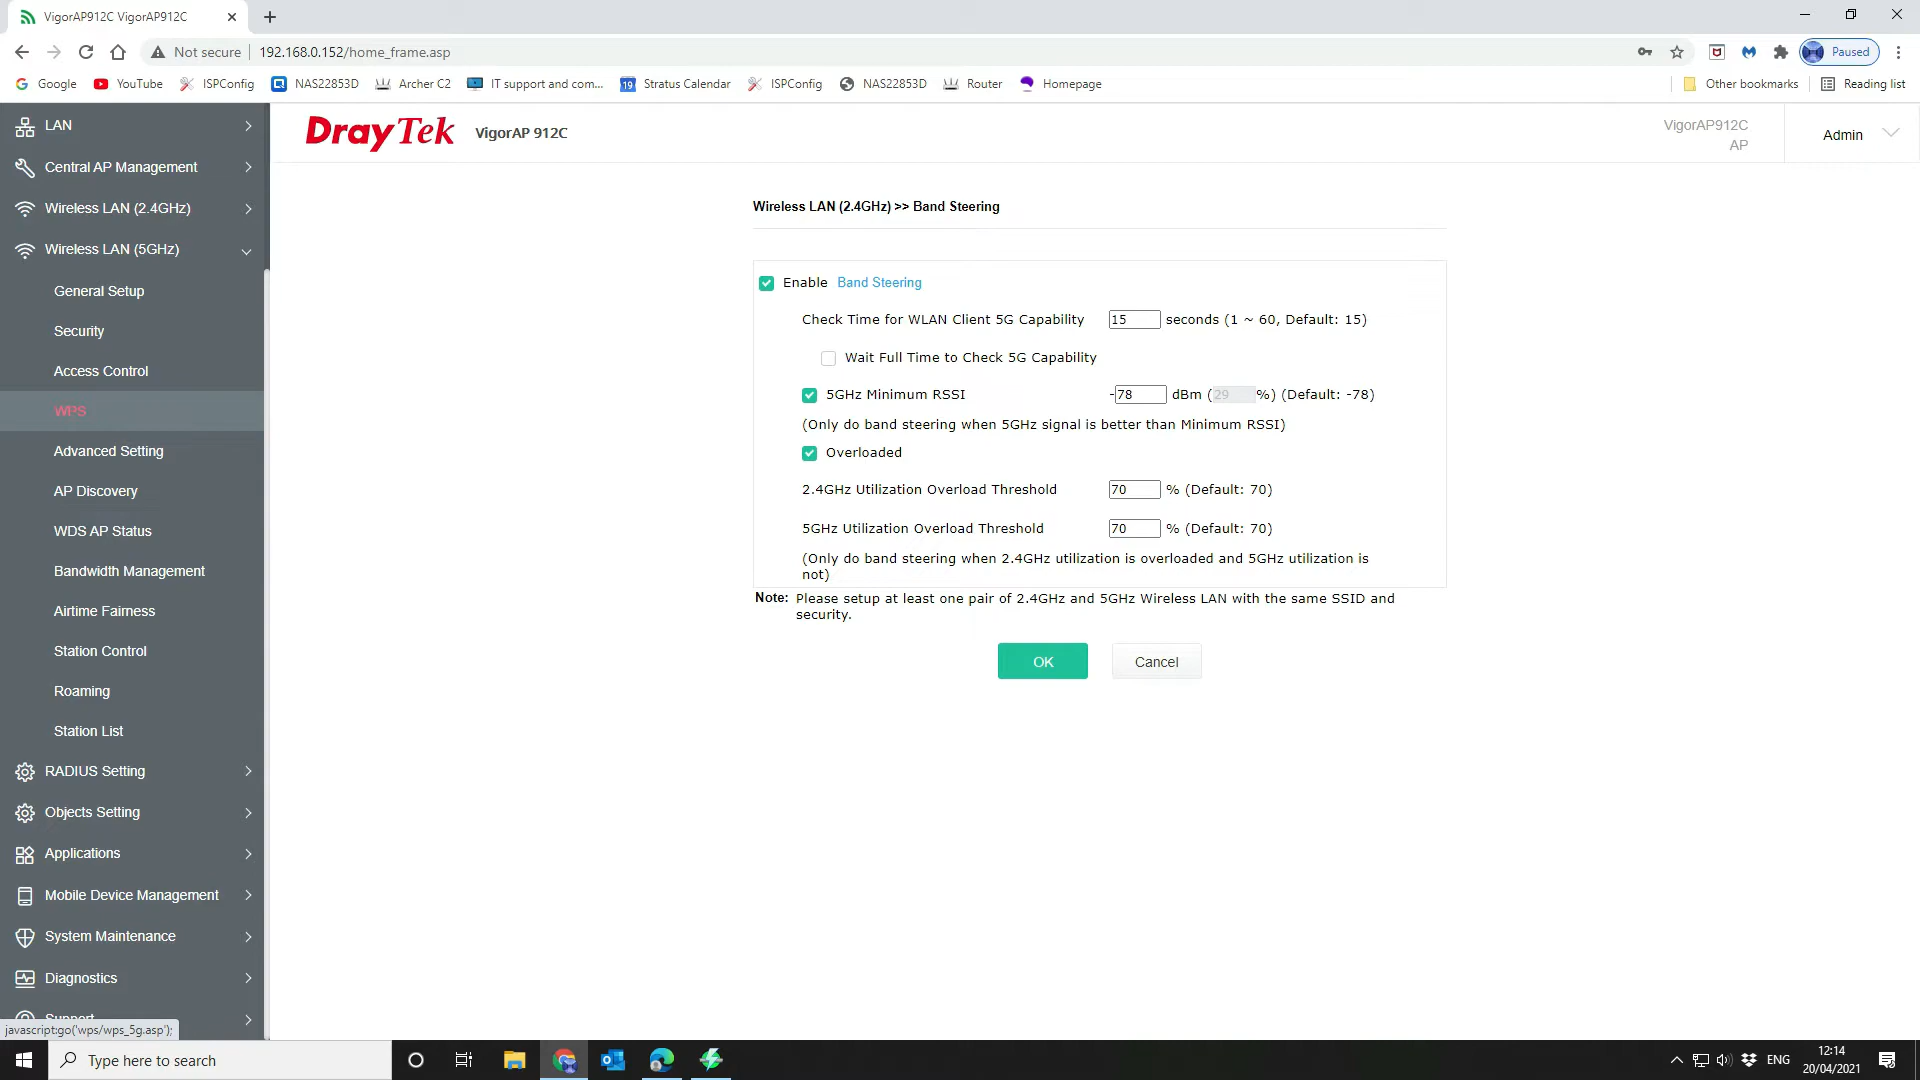 VigorAP912C VigorAP912C
Not secure 192.168.0.152/home_frame.asp Paused
Google YouTube ISPConfig NAS22853D Archer C2 IT support and com... 19 Stratus Calendar ISPConfig NAS22853D Router Homepage Other bookmarks Reading list
LAN
Central AP Management
Wireless LAN (2.4GHz)
Wireless LAN (5GHz)
General Setup
Security
Access Control
WPS
Advanced Setting
AP Discovery
WDS AP Status
Bandwidth Management
Airtime Fairness
Station Control
Roaming
Station List
RADIUS Setting
Objects Setting
Applications
Mobile Device Management
System Maintenance
Diagnostics
Support
javascript:go('wps/wps_5g.asp');
DrayTek VigorAP 912C
VigorAP912C
AP
Admin
Wireless LAN (2.4GHz) >> Band Steering
Enable Band Steering
Check Time for WLAN Client 5G Capability 15 seconds (1 ~ 60, Default: 15)
Wait Full Time to Check 5G Capability
5GHz Minimum RSSI -78 dBm (29 %) (Default: -78)
(Only do band steering when 5GHz signal is better than Minimum RSSI)
Overloaded
2.4GHz Utilization Overload Threshold 70 % (Default: 70)
5GHz Utilization Overload Threshold 70 % (Default: 70)
(Only do band steering when 2.4GHz utilization is overloaded and 5GHz utilization is
not)
Note: Please setup at least one pair of 2.4GHz and 5GHz Wireless LAN with the same SSID and
security.
OK Cancel
Type here to search
ENG
12:14
20/04/2021